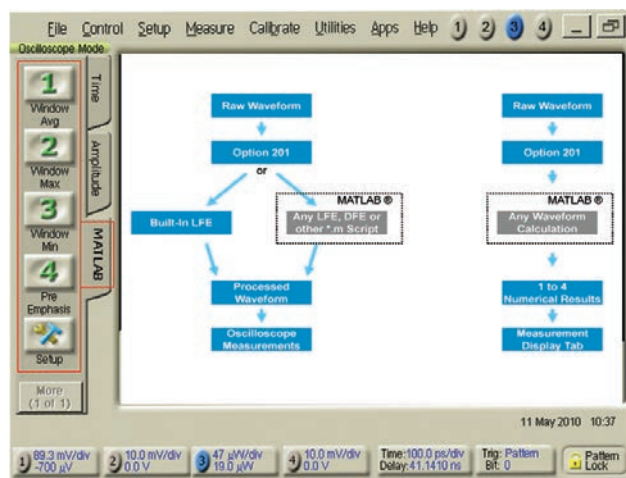 File Control Setup Measure Calibrate Utilities Apps Help 1 2 3 4
Oscilloscope Mode
1
Window
Avg
2
Window
Max
3
Window
Min
4
Pre
Emphasis
Setup
More
(1 of 1)
Time
Amplitude
MATLAB
Raw Waveform
Option 201
or
Built-In LFE
MATLAB ®
Any LFE, DFE or
other *.m Script
Processed
Waveform
Oscilloscope
Measurements
Raw Waveform
Option 201
MATLAB ®
Any Waveform
Calculation
1 to 4
Numerical Results
Measurement
Display Tab
11 May 2010 10:37
1 89.3 mV/div
-700 µV
2 10.0 mV/div
0.0 V
3 47 µW/div
19.0 µW
4 10.0 mV/div
0.0 V
Time:100.0 ps/div
Delay:41.1410 ns
Trig: Pattern
Bit: 0
Pattern
Lock